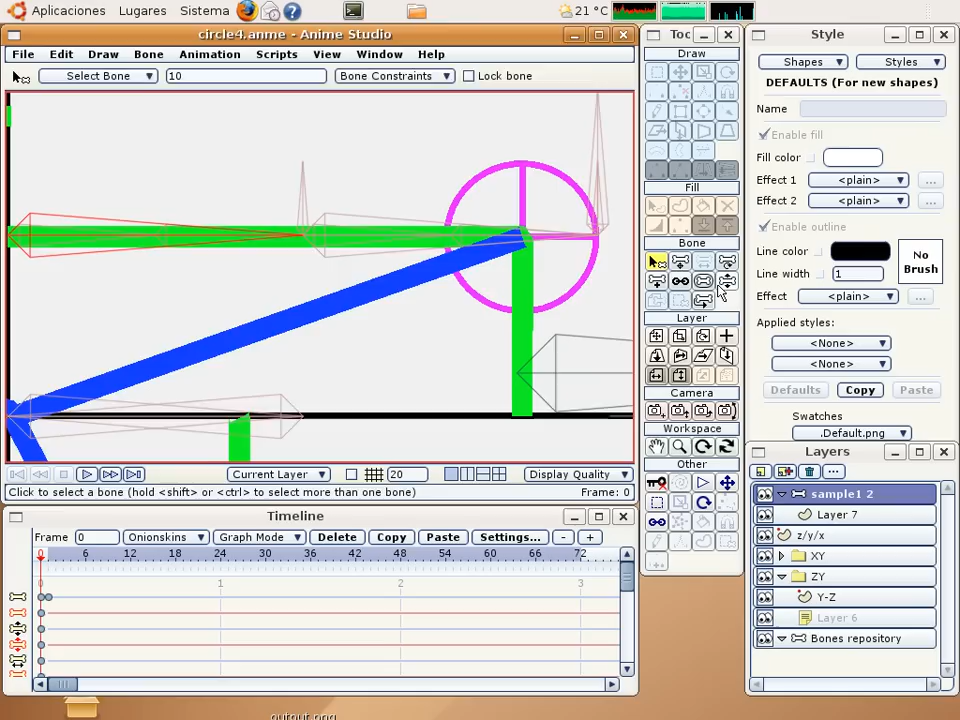 Aplicaciones Lugares Sistema 21 °C
circle4.anme - Anime Studio
File Edit Draw Bone Animation Scripts View Window Help
Select Bone 10 Bone Constraints Lock bone
Current Layer 20 Display Quality
Click to select a bone (hold <shift> or <ctrl> to select more than one bone) Frame: 0
Timeline
Frame 0 Onionskins Graph Mode Delete Copy Paste Settings... - +
0 6 12 18 24 30 36 42 48 54 60 66 72
0 1 2 3
Toc
Draw
Fill
Bone
Layer
Camera
Workspace
Other
Style
Shapes Styles
DEFAULTS (For new shapes)
Name
Enable fill
Fill color
Effect 1 <plain> ...
Effect 2 <plain> ...
Enable outline
Line color
No Brush
Line width 1
Effect <plain> ...
Applied styles:
<None>
<None>
Defaults Copy Paste
Swatches
.Default.png
Layers
...
sample1 2
Layer 7
z/y/x
XY
ZY
Y-Z
Layer 6
Bones repository